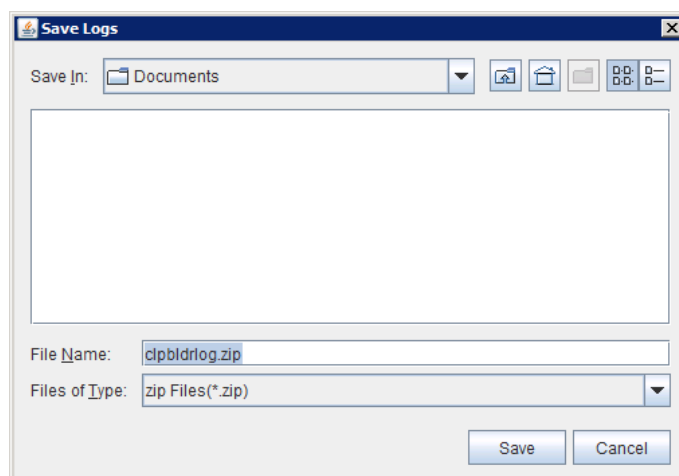 Save Logs
Save In: Documents
File Name: clpbldrlog.zip
Files of Type: zip Files(*.zip)
Save Cancel